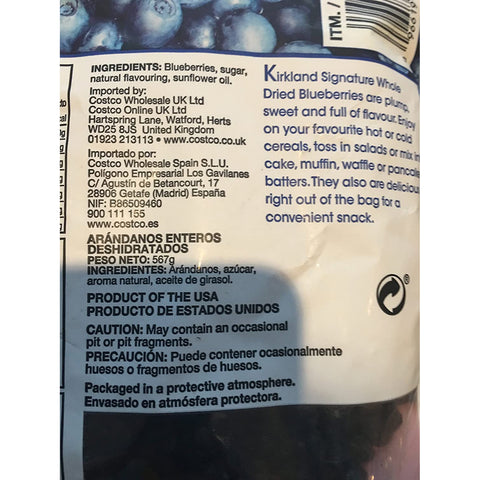 ITM. /
INGREDIENTS: Blueberries, sugar,
natural flavouring, sunflower oil.
Imported by:
Costco Wholesale UK Ltd
Costco Online UK Ltd
Hartspring Lane, Watford, Herts
WD25 8JS United Kingdom
01923 213113 • www.costco.co.uk
Importado por:
Costco Wholesale Spain S.L.U.
Polígono Empresarial Los Gavilanes
C/ Agustín de Betancourt, 17
28906 Getafe (Madrid) España
NIF: B86509460
900 111 155
www.costco.es
ARÁNDANOS ENTEROS
DESHIDRATADOS
PESO NETO: 567g
INGREDIENTES: Arándanos, azúcar,
aroma natural, aceite de girasol.
PRODUCT OF THE USA
PRODUCTO DE ESTADOS UNIDOS
CAUTION: May contain an occasional
pit or pit fragments.
PRECAUCIÓN: Puede contener ocasionalmente
huesos o fragmentos de huesos.
Packaged in a protective atmosphere.
Envasado en atmósfera protectora.
Kirkland Signature Whole
Dried Blueberries are plump,
sweet and full of flavour. Enjoy
on your favourite hot or cold
cereals, toss in salads or mix in
cake, muffin, waffle or pancake
batters. They also are delicious
right out of the bag for a
convenient snack.